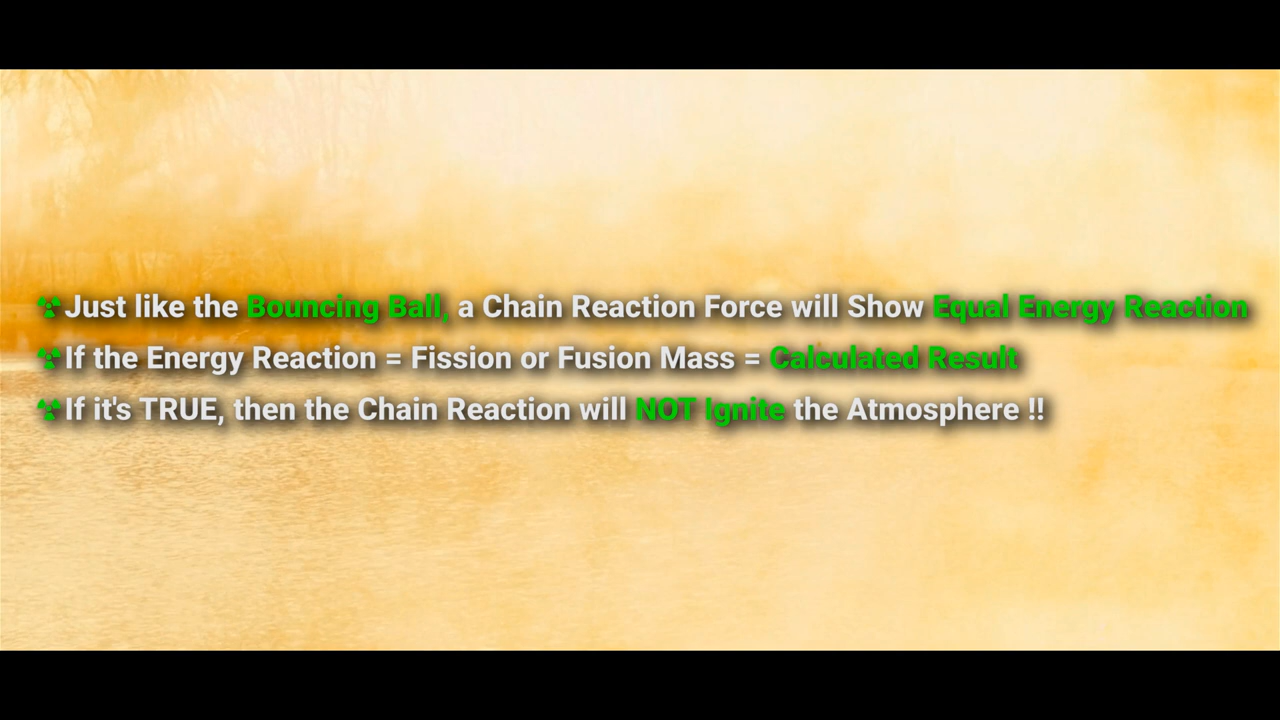 ☢Just like the Bouncing Ball, a Chain Reaction Force will Show Equal Energy Reaction
☢If the Energy Reaction = Fission or Fusion Mass = Calculated Result
☢If it's TRUE, then the Chain Reaction will NOT Ignite the Atmosphere !!